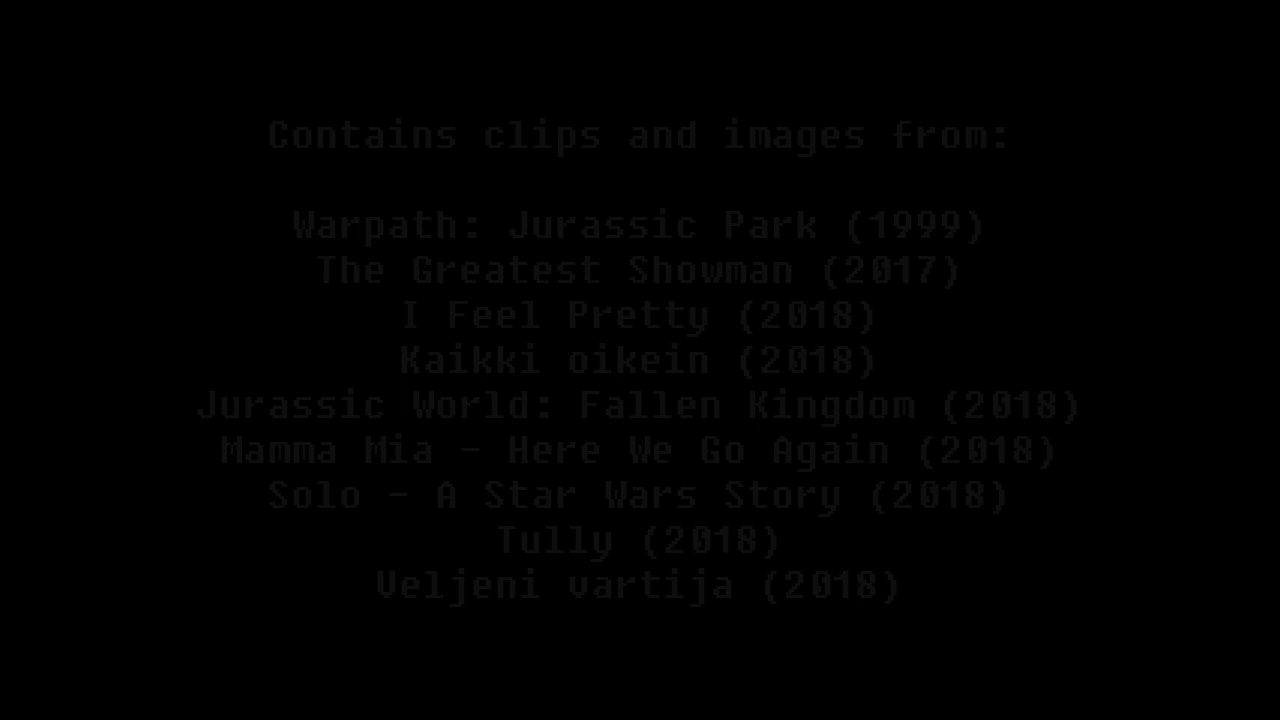 Contains clips and images from:
Warpath: Jurassic Park (1999)
The Greatest Showman (2017)
I Feel Pretty (2018)
Kaikki oikein (2018)
Jurassic World: Fallen Kingdom (2018)
Mamma Mia - Here We Go Again (2018)
Solo - A Star Wars Story (2018)
Tully (2018)
Veljeni vartija (2018)